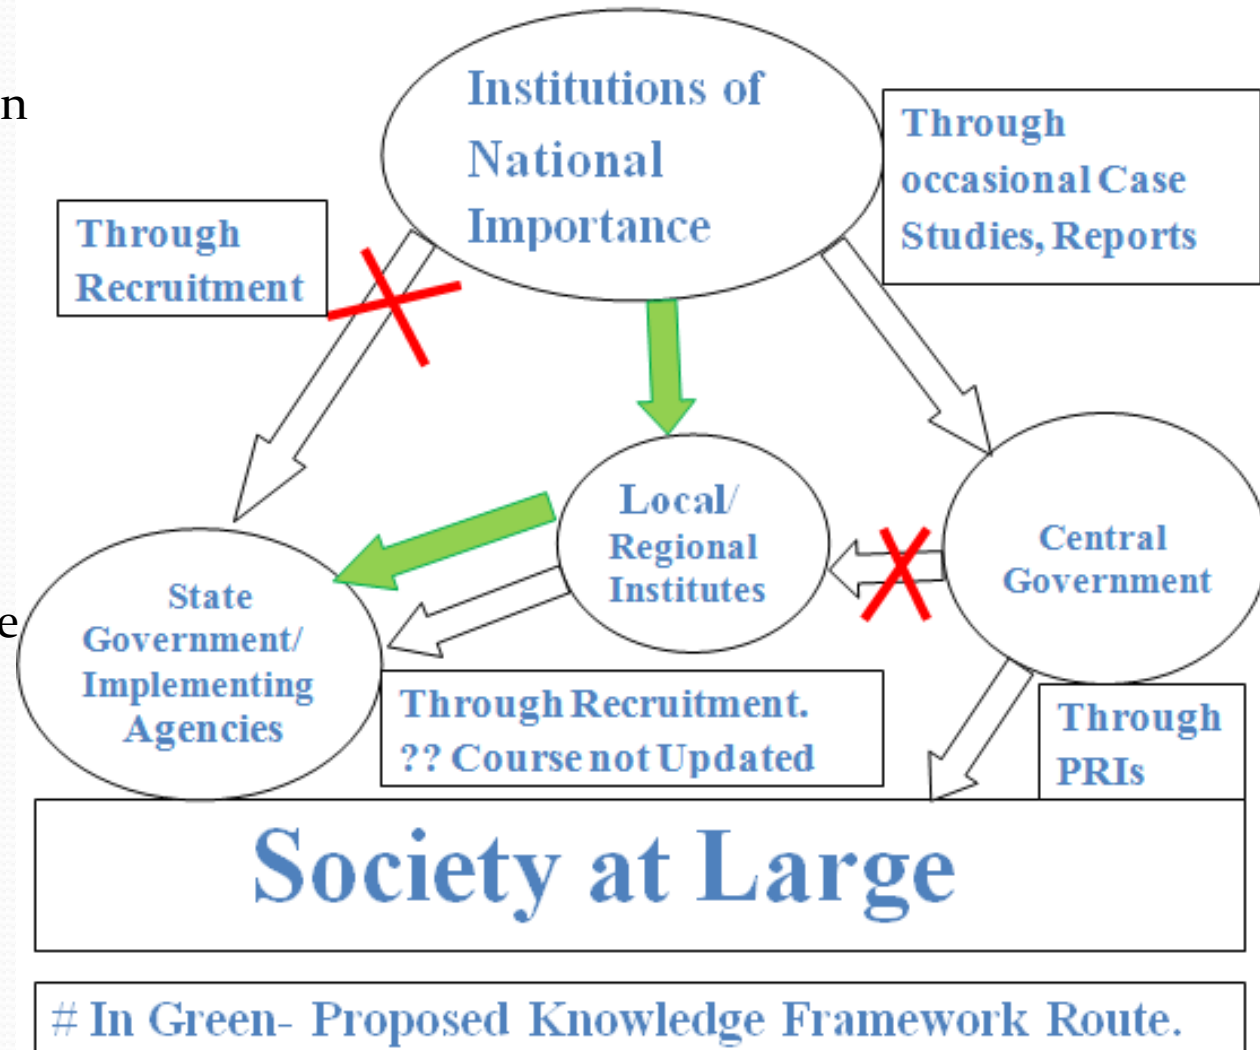 n
Institutions of
National
Importance
Through
occasional Case
Studies, Reports
Through
Recruitment
Local/
Regional
Institutes
Central
Government
State
Government/
Implementing
Agencies
e
Through Recruitment.
?? Course not Updated
Through
PRIs
Society at Large
# In Green- Proposed Knowledge Framework Route.